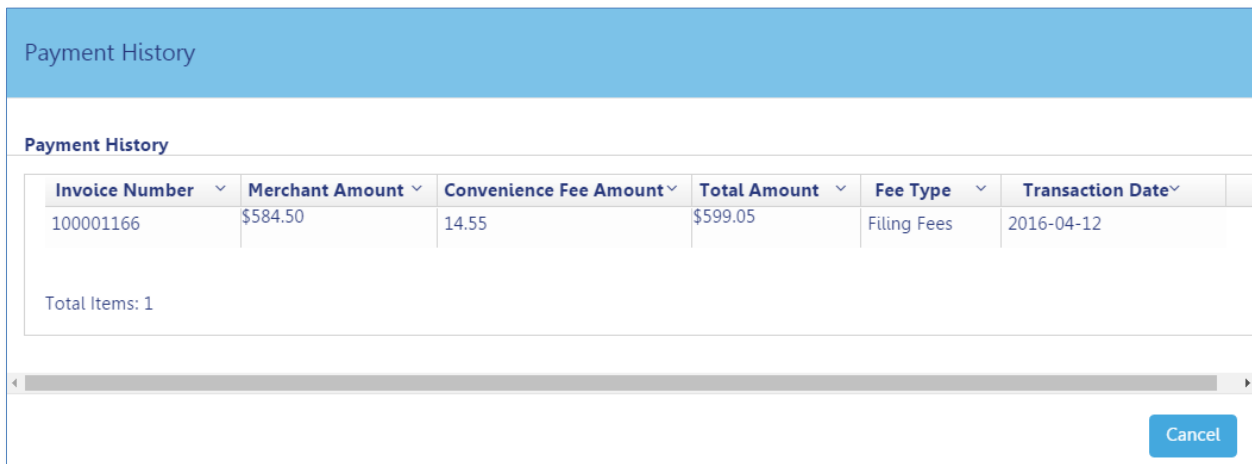 Payment History
Payment History
Invoice Number Merchant Amount Convenience Fee Amount Total Amount Fee Type Transaction Date
100001166 $584.50 14.55 $599.05 Filing Fees 2016-04-12
Total Items: 1
Cancel